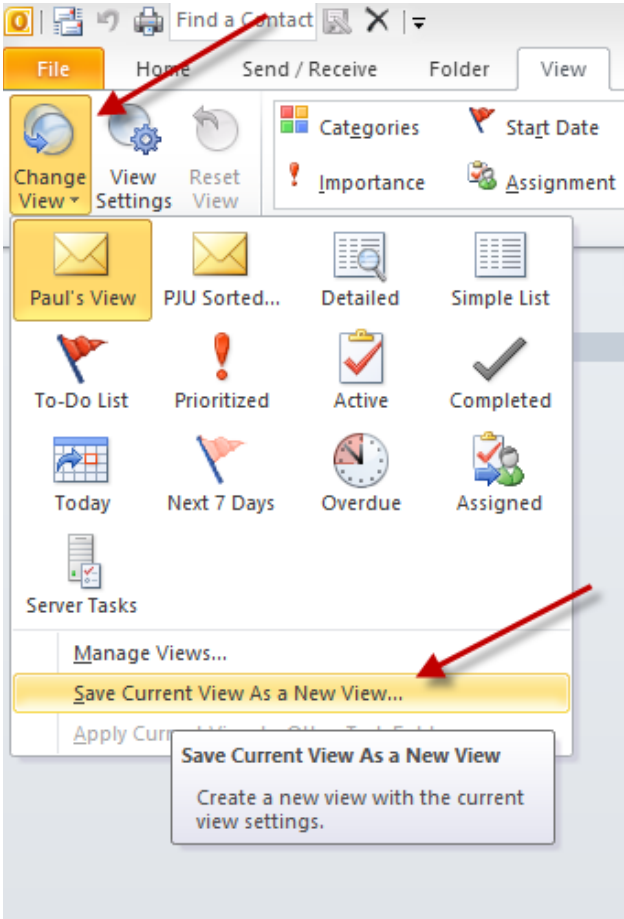 Find a Contact
File Home Send / Receive Folder View
Change View View Settings Reset View
Categories Start Date
Importance Assignment
Paul's View PJU Sorted... Detailed Simple List
To-Do List Prioritized Active Completed
Today Next 7 Days Overdue Assigned
Server Tasks
Manage Views...
Save Current View As a New View...
Apply
Save Current View As a New View
Create a new view with the current
view settings.